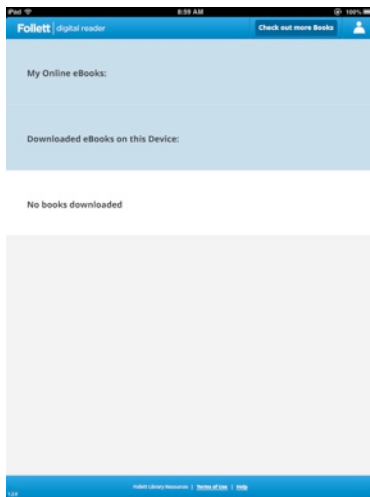 iPad 8:59 AM 100%
Follett digital reader Check out more Books
My Online eBooks:
Downloaded eBooks on this Device:
No books downloaded
Follett Library Resources | Terms of Use | Help